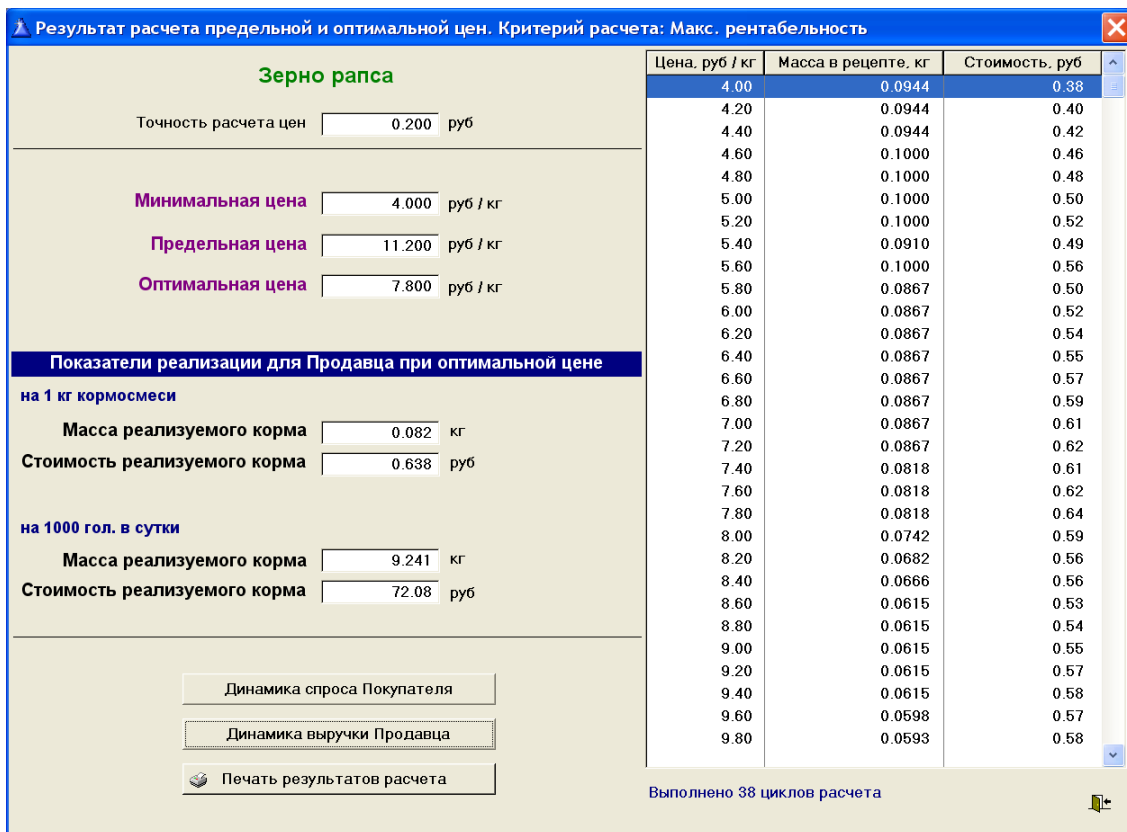 Результат расчета предельной и оптимальной цен. Критерий расчета: Макс. рентабельность
Зерно рапса
Точность расчета цен 0.200 руб
Минимальная цена 4.000 руб / кг
Предельная цена 11.200 руб / кг
Оптимальная цена 7.800 руб / кг
Показатели реализации для Продавца при оптимальной цене
на 1 кг кормосмеси
Масса реализуемого корма 0.082 кг
Стоимость реализуемого корма 0.638 руб
на 1000 гол. в сутки
Масса реализуемого корма 9.241 кг
Стоимость реализуемого корма 72.08 руб
Динамика спроса Покупателя
Динамика выручки Продавца
Печать результатов расчета
Цена, руб / кг Масса в рецепте, кг Стоимость, руб
4.00 0.0944 0.38
4.20 0.0944 0.40
4.40 0.0944 0.42
4.60 0.1000 0.46
4.80 0.1000 0.48
5.00 0.1000 0.50
5.20 0.1000 0.52
5.40 0.0910 0.49
5.60 0.1000 0.56
5.80 0.0867 0.50
6.00 0.0867 0.52
6.20 0.0867 0.54
6.40 0.0867 0.55
6.60 0.0867 0.57
6.80 0.0867 0.59
7.00 0.0867 0.61
7.20 0.0867 0.62
7.40 0.0818 0.61
7.60 0.0818 0.62
7.80 0.0818 0.64
8.00 0.0742 0.59
8.20 0.0682 0.56
8.40 0.0666 0.56
8.60 0.0615 0.53
8.80 0.0615 0.54
9.00 0.0615 0.55
9.20 0.0615 0.57
9.40 0.0615 0.58
9.60 0.0598 0.57
9.80 0.0593 0.58
Выполнено 38 циклов расчета